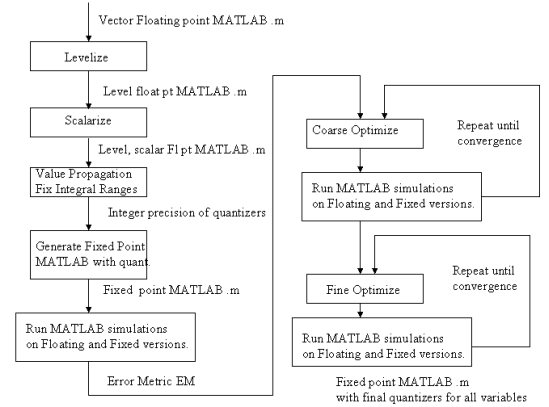 Vector Floating point MATLAB .m
Levelize
Level float pt MATLAB .m
Scalarize
Level, scalar Fl pt MATLAB .m
Value Propagation
Fix Integral Ranges
Integer precision of quantizers
Generate Fixed Point
MATLAB with quant.
Fixed point MATLAB .m
Run MATLAB simulations
on Floating and Fixed versions.
Error Metric EM
Coarse Optimize
Repeat until
convergence
Run MATLAB simulations
on Floating and Fixed versions.
Fine Optimize
Repeat until
convergence
Run MATLAB simulations
on Floating and Fixed versions.
Fixed point MATLAB .m
with final quantizers for all variables